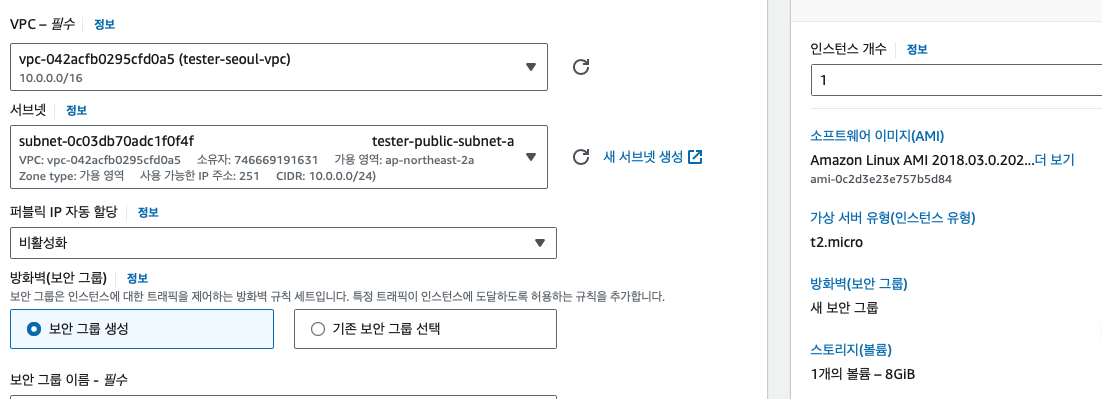 VPC – 필수 정보
vpc-042acfb0295cfd0a5 (tester-seoul-vpc)
10.0.0.0/16
서브넷 정보
subnet-0c03db70adc1f0f4f tester-public-subnet-a
VPC: vpc-042acfb0295cfd0a5 소유자: 746669191631 가용 영역: ap-northeast-2a
Zone type: 가용 영역 사용 가능한 IP 주소: 251 CIDR: 10.0.0.0/24)
새 서브넷 생성
퍼블릭 IP 자동 할당 정보
비활성화
방화벽(보안 그룹) 정보
보안 그룹은 인스턴스에 대한 트래픽을 제어하는 방화벽 규칙 세트입니다. 특정 트래픽이 인스턴스에 도달하도록 허용하는 규칙을 추가합니다.
보안 그룹 생성
기존 보안 그룹 선택
보안 그룹 이름 - 필수
인스턴스 개수 정보
1
소프트웨어 이미지(AMI)
Amazon Linux AMI 2018.03.0.202...더 보기
ami-0c2d3e23e757b5d84
가상 서버 유형(인스턴스 유형)
t2.micro
방화벽(보안 그룹)
새 보안 그룹
스토리지(볼륨)
1개의 볼륨 – 8GiB